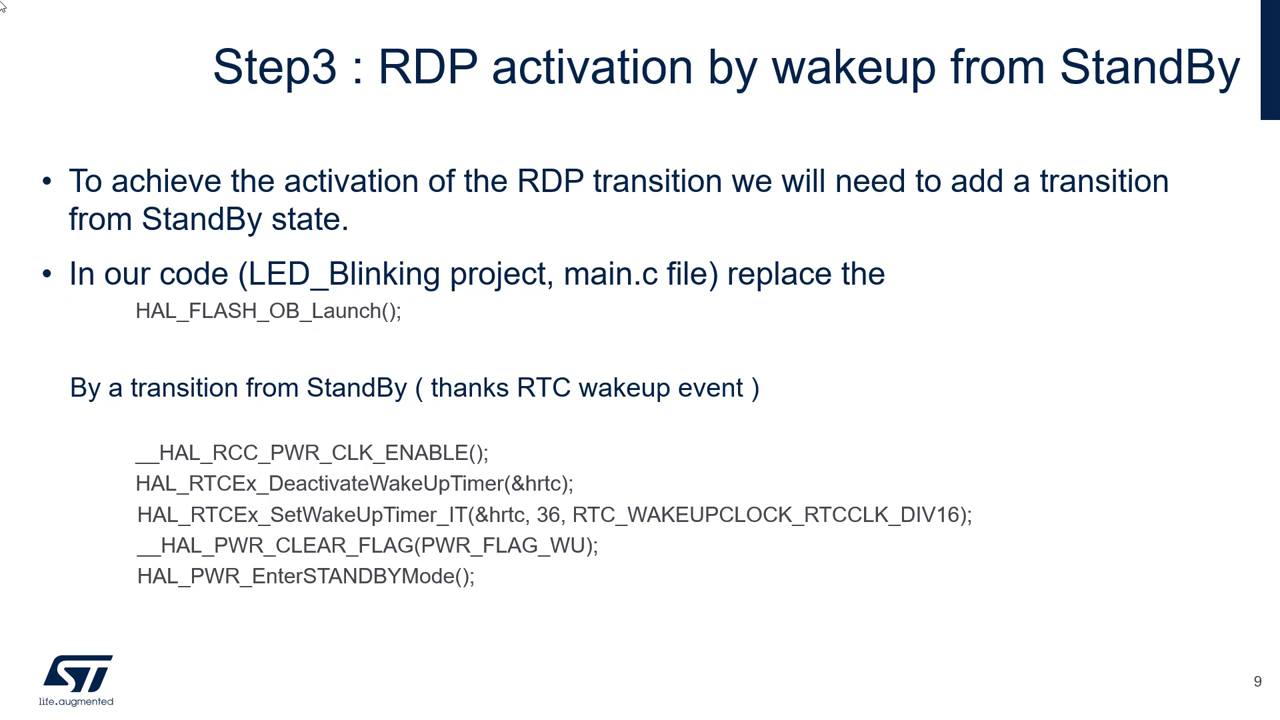 Step3 : RDP activation by wakeup from StandBy
• To achieve the activation of the RDP transition we will need to add a transition
from StandBy state.
• In our code (LED_Blinking project, main.c file) replace the
HAL_FLASH_OB_Launch();
By a transition from StandBy ( thanks RTC wakeup event )
__HAL_RCC_PWR_CLK_ENABLE();
HAL_RTCEx_DeactivateWakeUpTimer(&hrtc);
HAL_RTCEx_SetWakeUpTimer_IT(&hrtc, 36, RTC_WAKEUPCLOCK_RTCCLK_DIV16);
__HAL_PWR_CLEAR_FLAG(PWR_FLAG_WU);
HAL_PWR_EnterSTANDBYMode();
ST
life.augmented
9